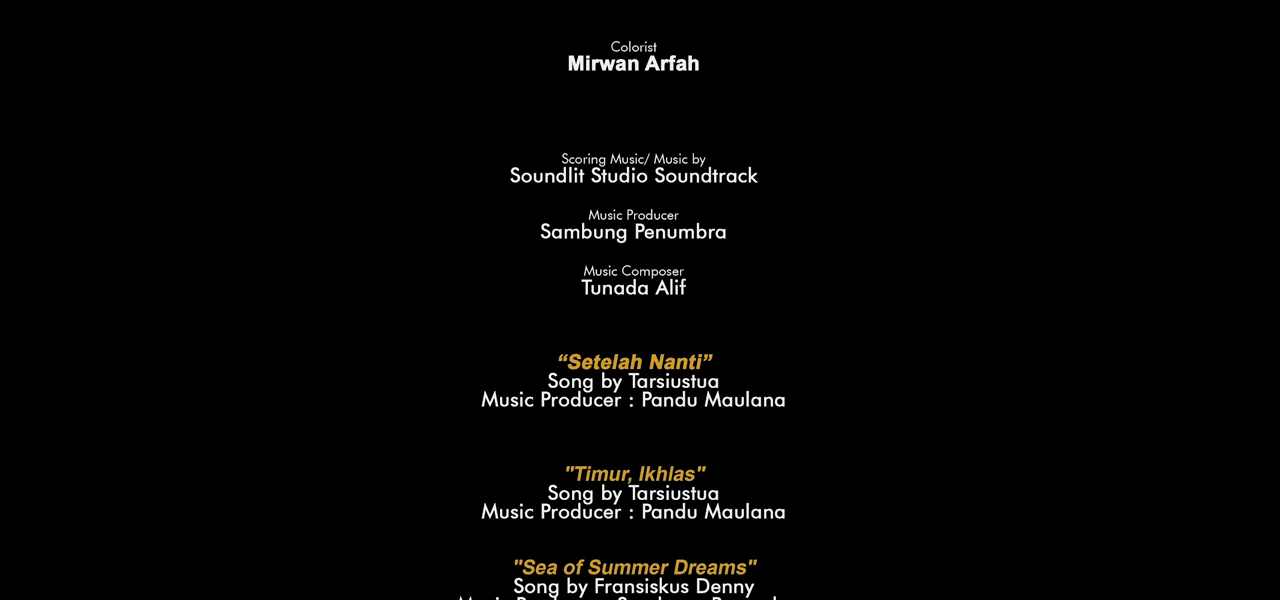 Colorist
Mirwan Arfah
Scoring Music/ Music by
Soundlit Studio Soundtrack
Music Producer
Sambung Penumbra
Music Composer
Tunada Alif
“Setelah Nanti”
Song by Tarsiustua
Music Producer : Pandu Maulana
"Timur, Ikhlas"
Song by Tarsiustua
Music Producer : Pandu Maulana
"Sea of Summer Dreams"
Song by Fransiskus Denny